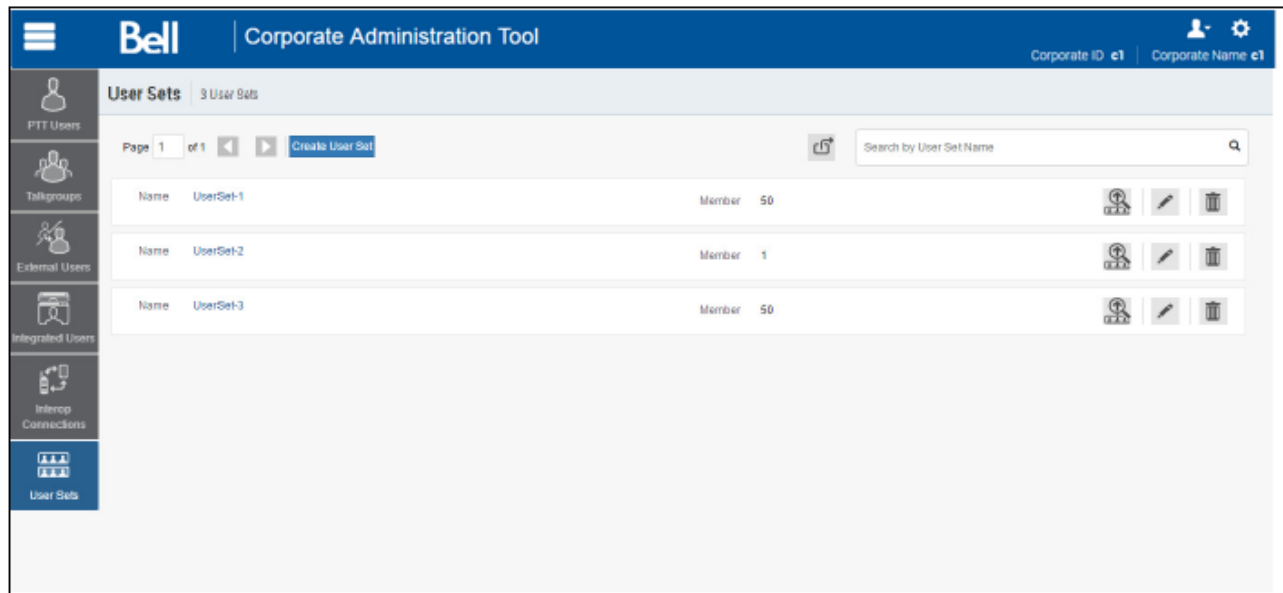 Bell
Corporate Administration Tool
Corporate ID c1
Corporate Name c1
PTT Users
Talkgroups
External Users
Integrated Users
Interop
Connections
User Sets
User Sets
3 User Sets
Page 1 of 1
Create User Set
Search by User Set Name
Name UserSet-1 Member 50
Name UserSet-2 Member 1
Name UserSet-3 Member 50